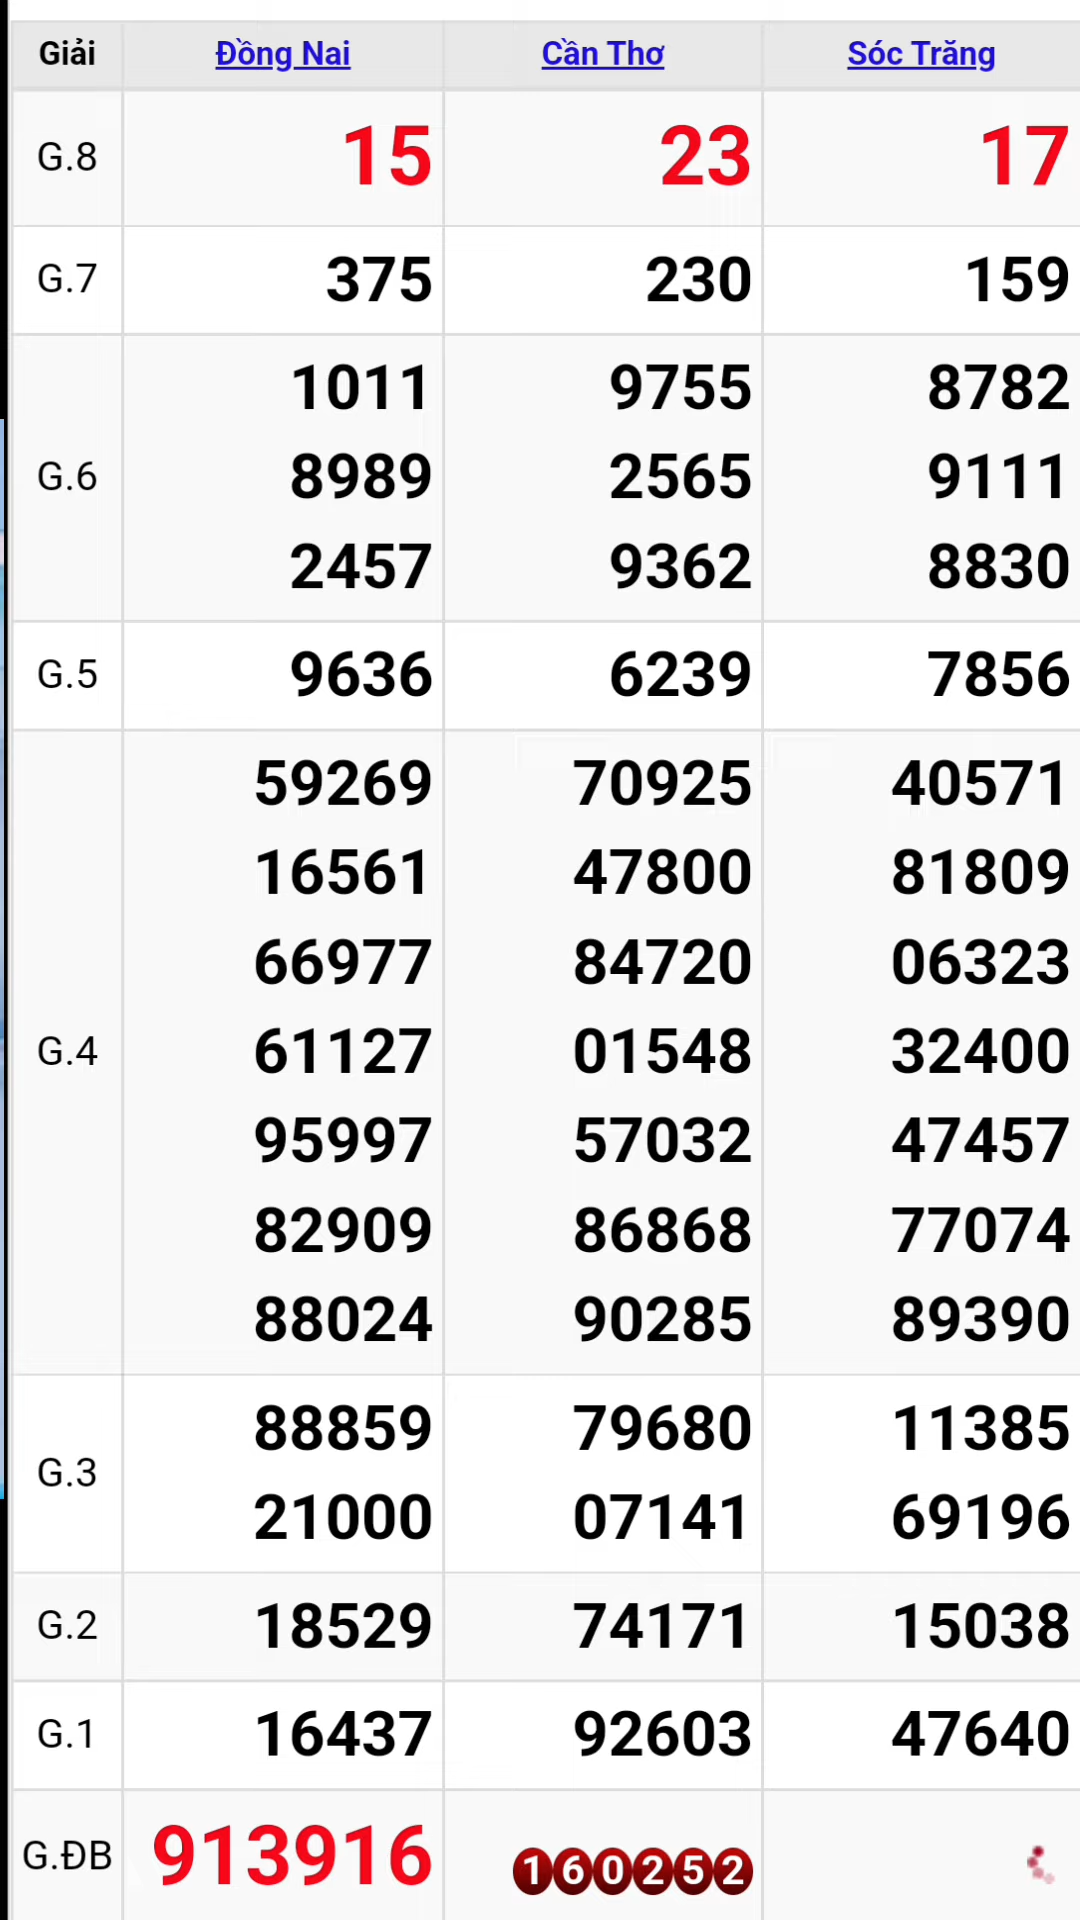 Giải Đồng Nai Cần Thơ Sóc Trăng
G.8 15 23 17
G.7 375 230 159
1011 9755 8782
G.6 8989 2565 9111
2457 9362 8830
G.5 9636 6239 7856
59269 70925 40571
16561 47800 81809
66977 84720 06323
G.4 61127 01548 32400
95997 57032 47457
82909 86868 77074
88024 90285 89390
88859 79680 11385
G.3
21000 07141 69196
G.2 18529 74171 15038
G.1 16437 92603 47640
G.ĐB 913916 160252